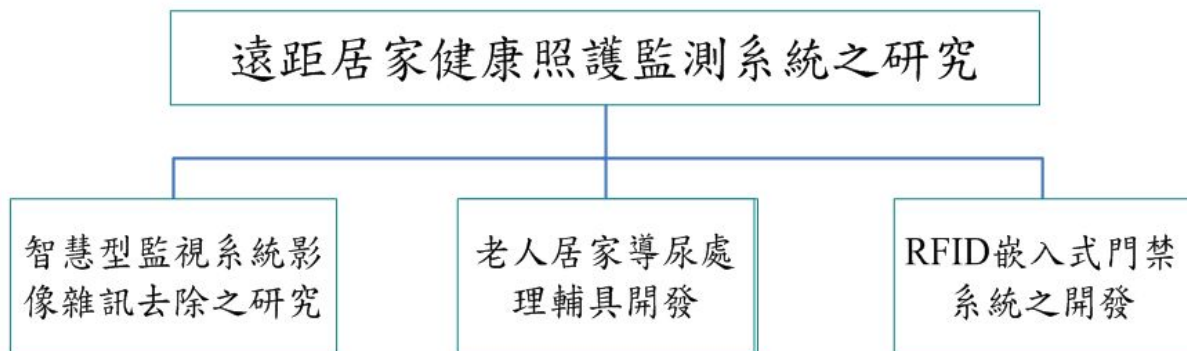 遠距居家健康照護監測系統之研究
智慧型監視系統影
像雜訊去除之研究
老人居家導尿處
理輔具開發
RFID嵌入式門禁
系統之開發